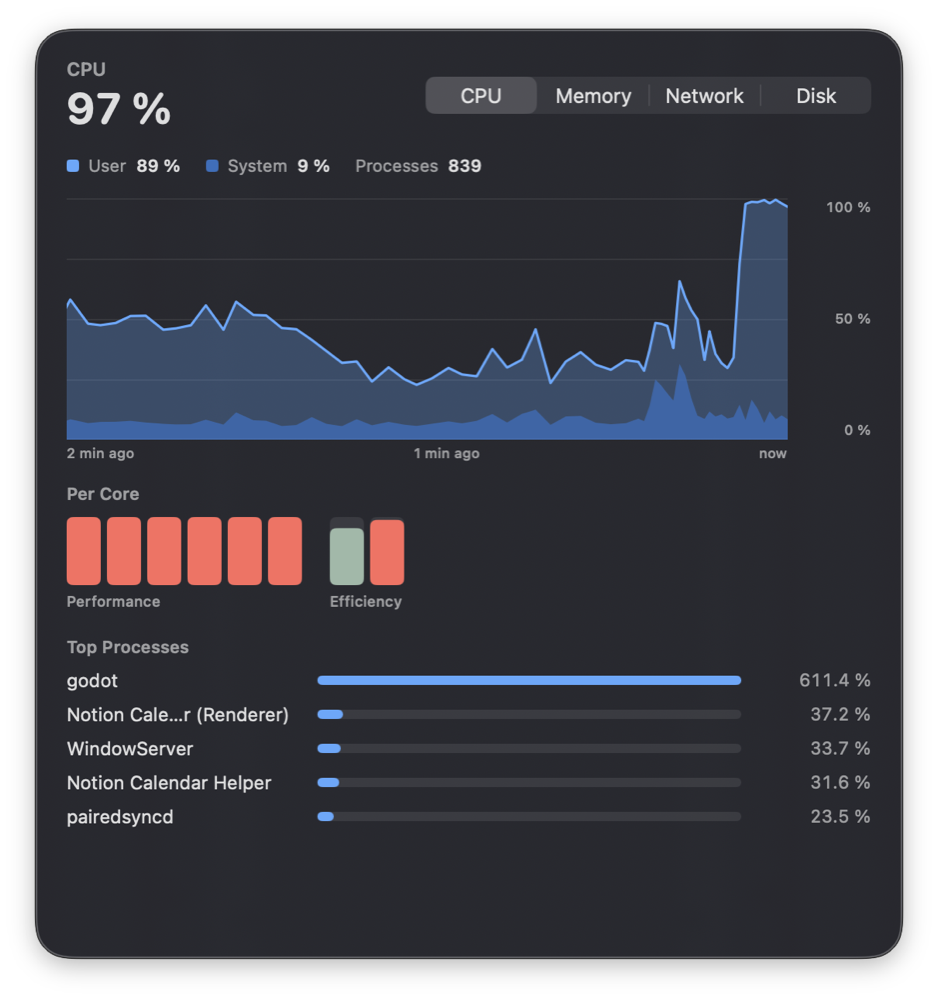 CPU
97 %
CPU Memory Network Disk
User 89 % System 9 % Processes 839
100 %
50 %
0 %
2 min ago 1 min ago now
Per Core
Performance Efficiency
Top Processes
godot 611.4 %
Notion Cale...r (Renderer) 37.2 %
WindowServer 33.7 %
Notion Calendar Helper 31.6 %
pairedsyncd 23.5 %